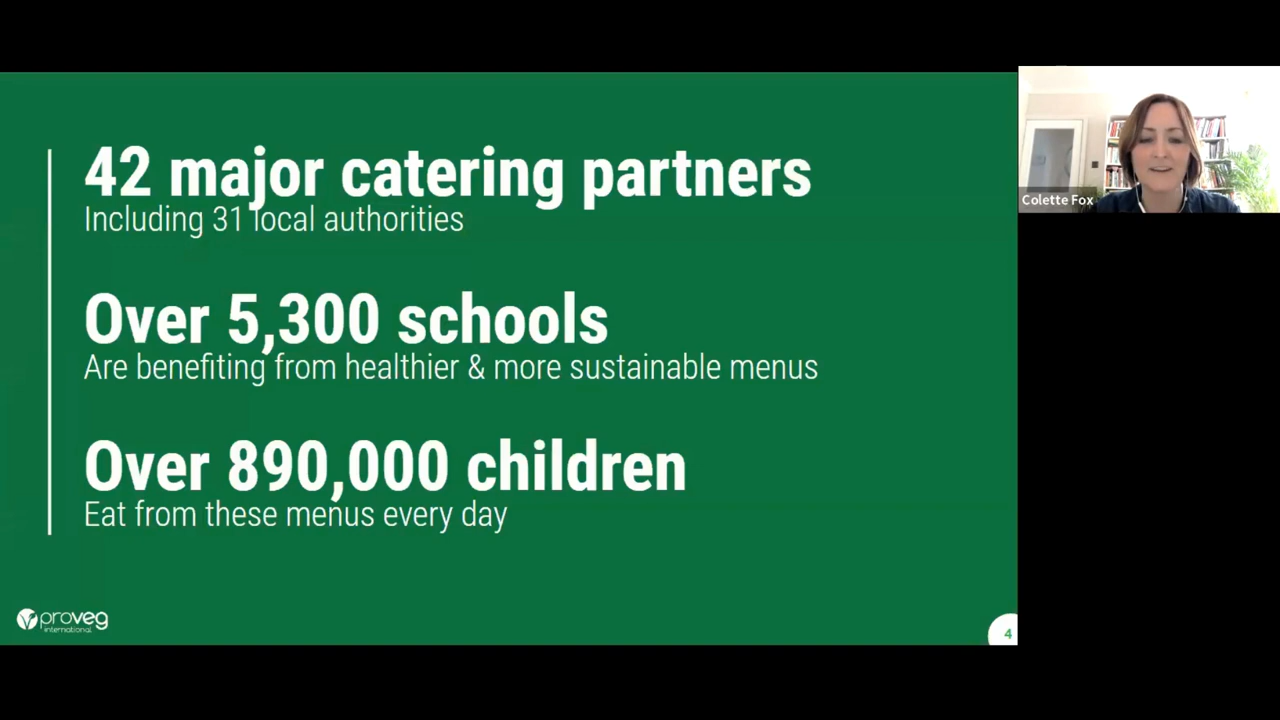 42 major catering partners
Including 31 local authorities
Over 5,300 schools
Are benefiting from healthier & more sustainable menus
Over 890,000 children
Eat from these menus every day
proveg
international
4
Colette Fox